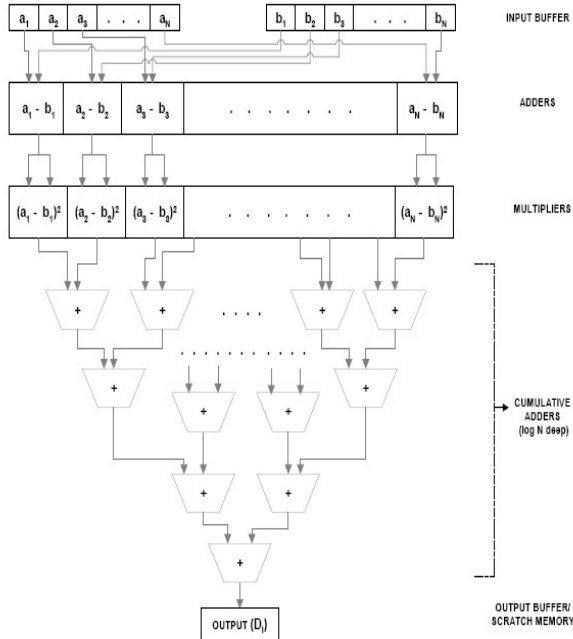 a₁ a₂ a₃ . . . aN b₁ b₂ b₃ . . . bN INPUT BUFFER
a₁ - b₁ a₂ - b₂ a₃ - b₃ . . . . . . . aN - bN ADDERS
(a₁ - b₁)² (a₂ - b₂)² (a₃ - b₃)² . . . . . . . (aN - bN)² MULTIPLIERS
+ + . . . . + +
. . . . . . . . . . .
+ + + +
CUMULATIVE
ADDERS
(log N deep)
+ +
+
OUTPUT (Dᵢ)
OUTPUT BUFFER/
SCRATCH MEMORY